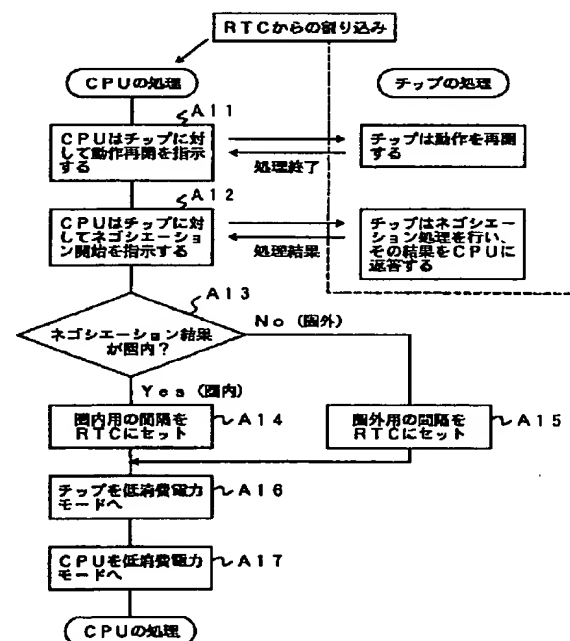 RTCからの割り込み
CPUの処理
チップの処理
A11
CPUはチップに対
して動作再開を指示
する
チップは動作を再開
する
処理終了
A12
CPUはチップに対
してネゴシエーショ
ン開始を指示する
処理結果
チップはネゴシエー
ション処理を行い、
その結果をCPUに
返答する
A13
ネゴシエーション結果
が圏内?
No(圏外)
Yes(圏内)
圏内用の間隔を
RTCにセット
A14
圏外用の間隔を
RTCにセット
A15
チップを低消費電力
モードへ
A16
CPUを低消費電力
モードへ
A17
CPUの処理